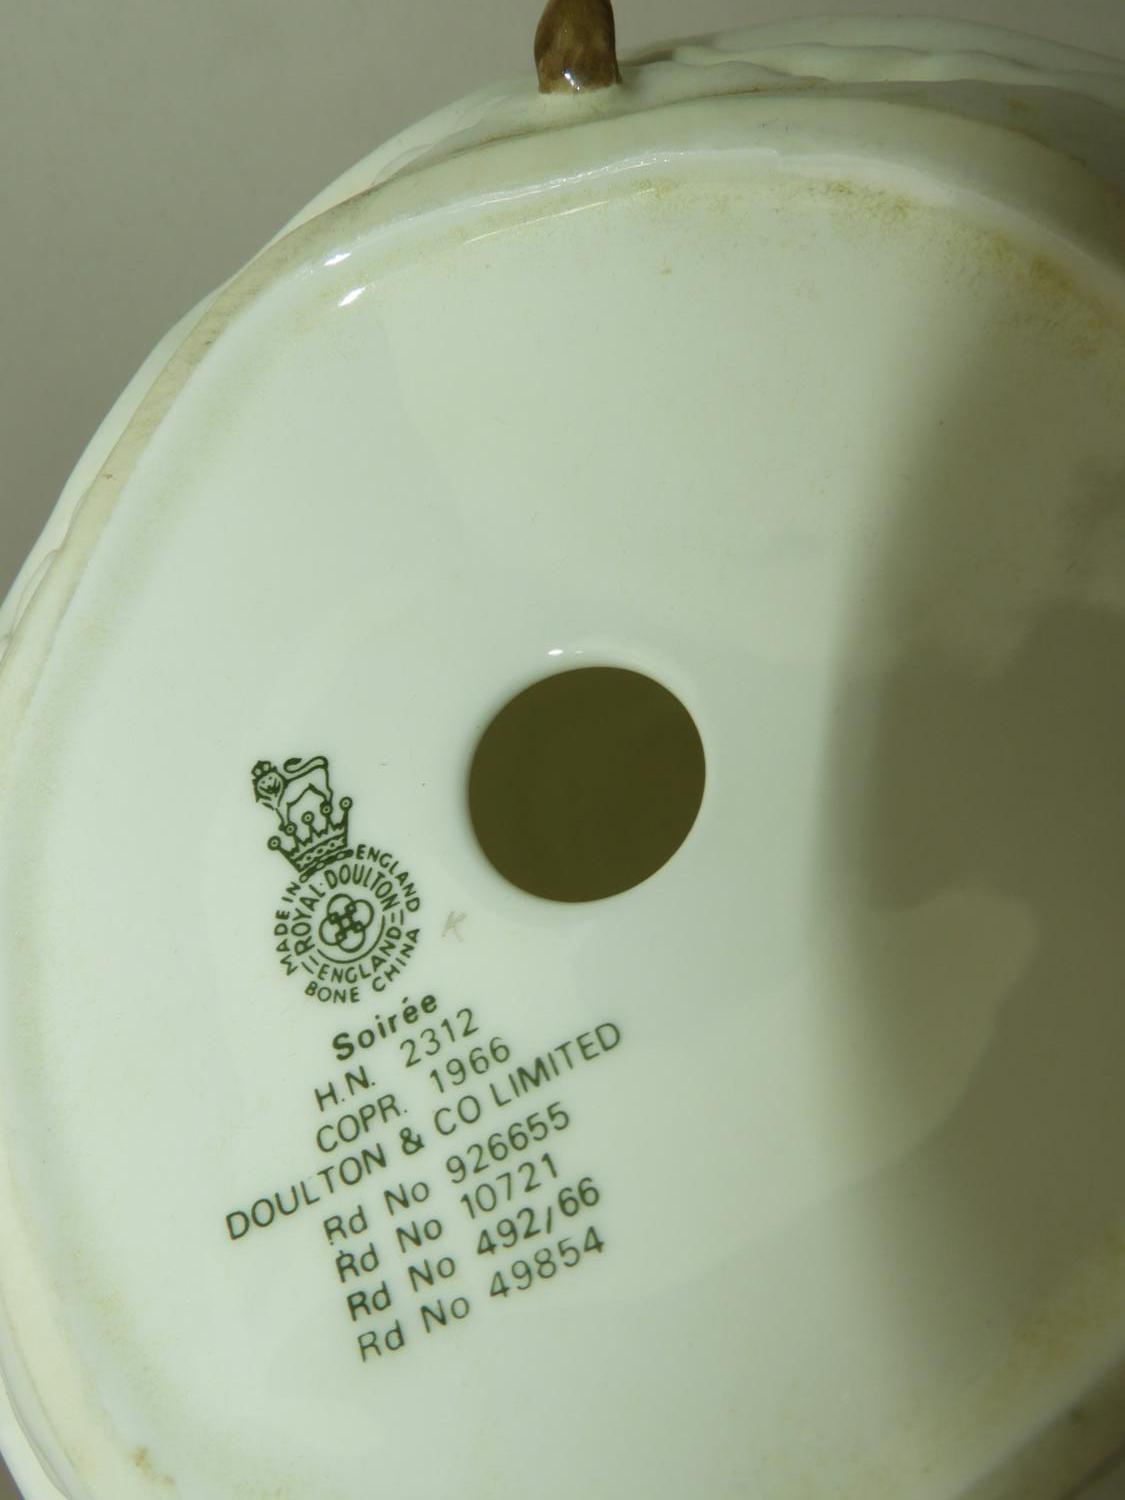 MADE IN ENGLAND
ROYAL·DOULTON
ENGLAND
BONE CHINA
K
Soirée
H.N. 2312
COPR. 1966
DOULTON & CO LIMITED
Rd No 926655
Rd No 10721
Rd No 492/66
Rd No 49854